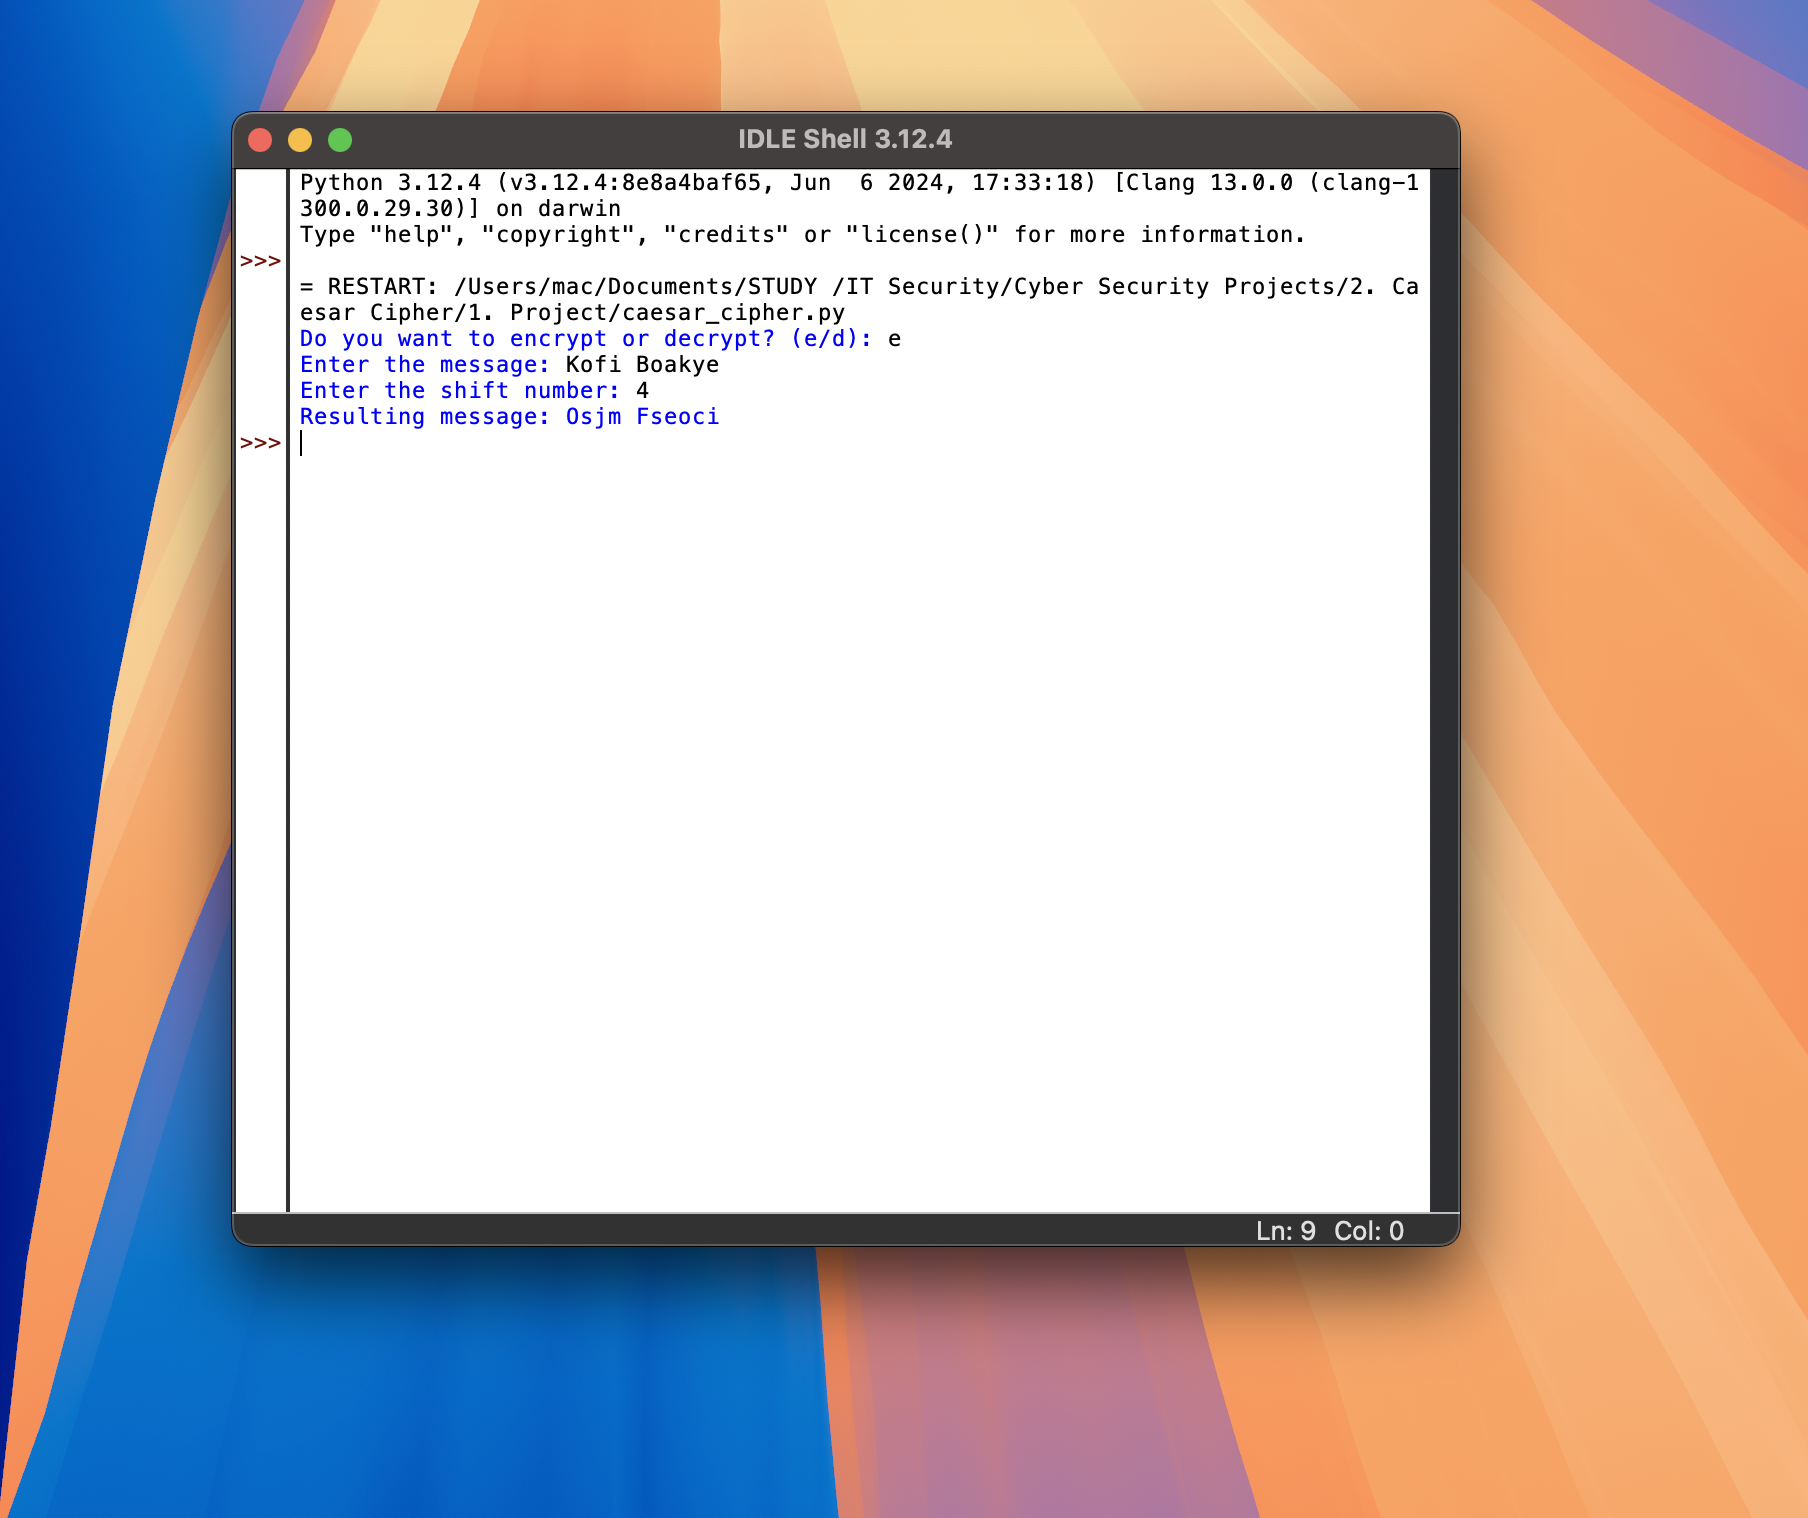 IDLE Shell 3.12.4
Python 3.12.4 (v3.12.4:8e8a4baf65, Jun  6 2024, 17:33:18) [Clang 13.0.0 (clang-1
300.0.29.30)] on darwin
Type "help", "copyright", "credits" or "license()" for more information.
>>>
= RESTART: /Users/mac/Documents/STUDY /IT Security/Cyber Security Projects/2. Ca
esar Cipher/1. Project/caesar_cipher.py
Do you want to encrypt or decrypt? (e/d): e
Enter the message: Kofi Boakye
Enter the shift number: 4
Resulting message: Osjm Fseoci
>>>
Ln: 9  Col: 0